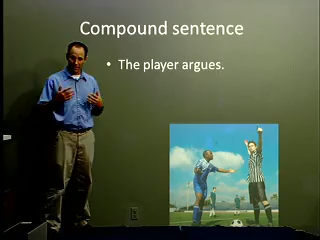 Compound sentence
• The player argues.